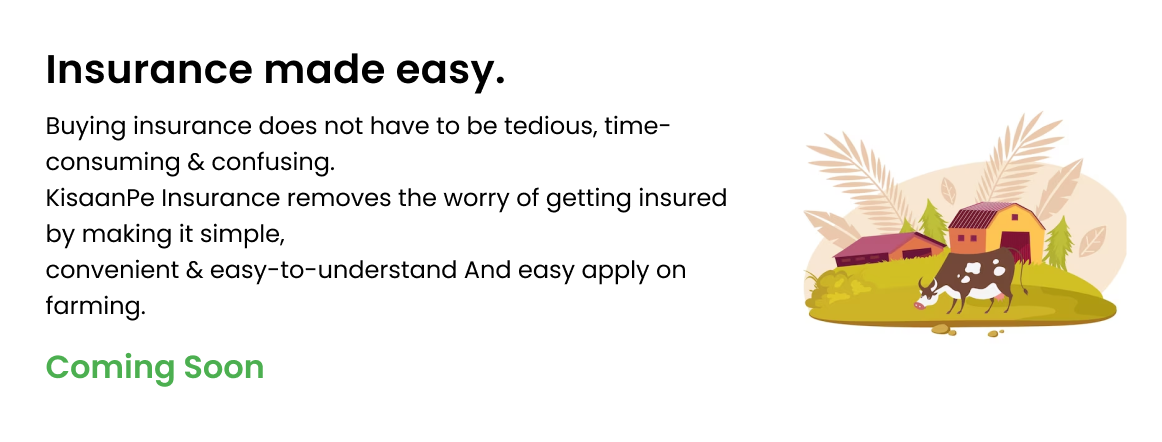 Insurance made easy.
Buying insurance does not have to be tedious, time-
consuming & confusing.
KisaanPe Insurance removes the worry of getting insured
by making it simple,
convenient & easy-to-understand And easy apply on
farming.
Coming Soon